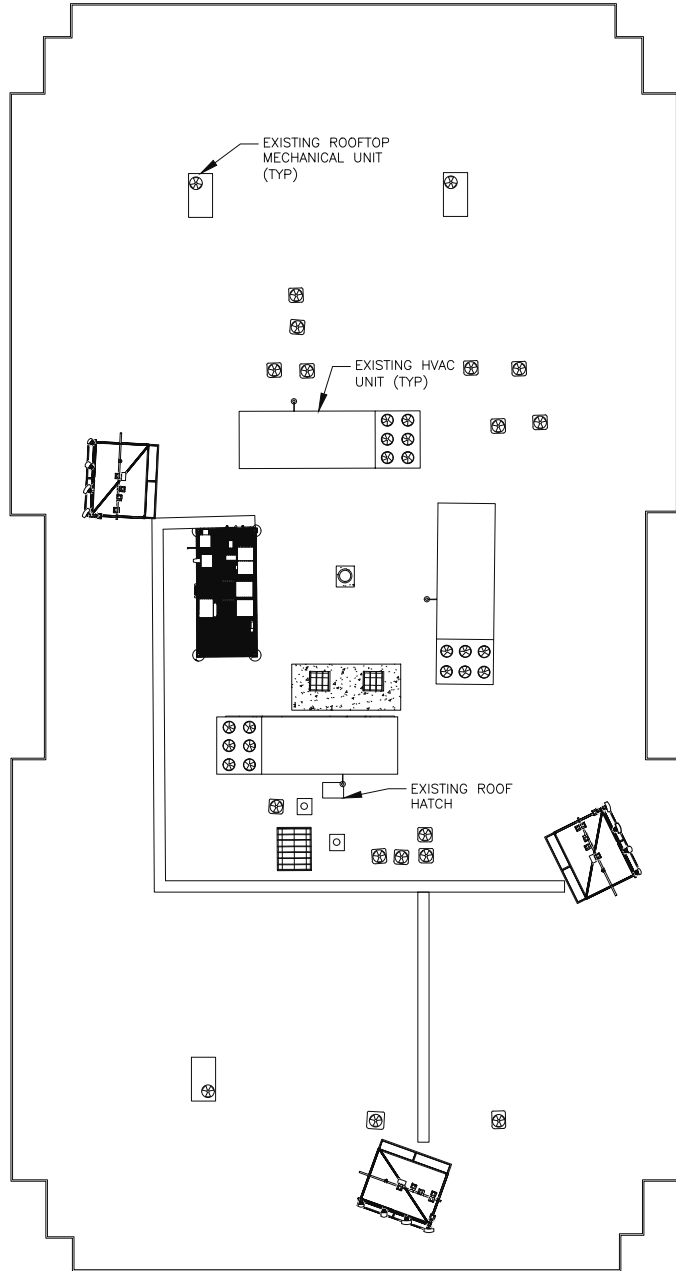 EXISTING ROOFTOP
MECHANICAL UNIT
(TYP)
EXISTING HVAC
UNIT (TYP)
EXISTING ROOF
HATCH